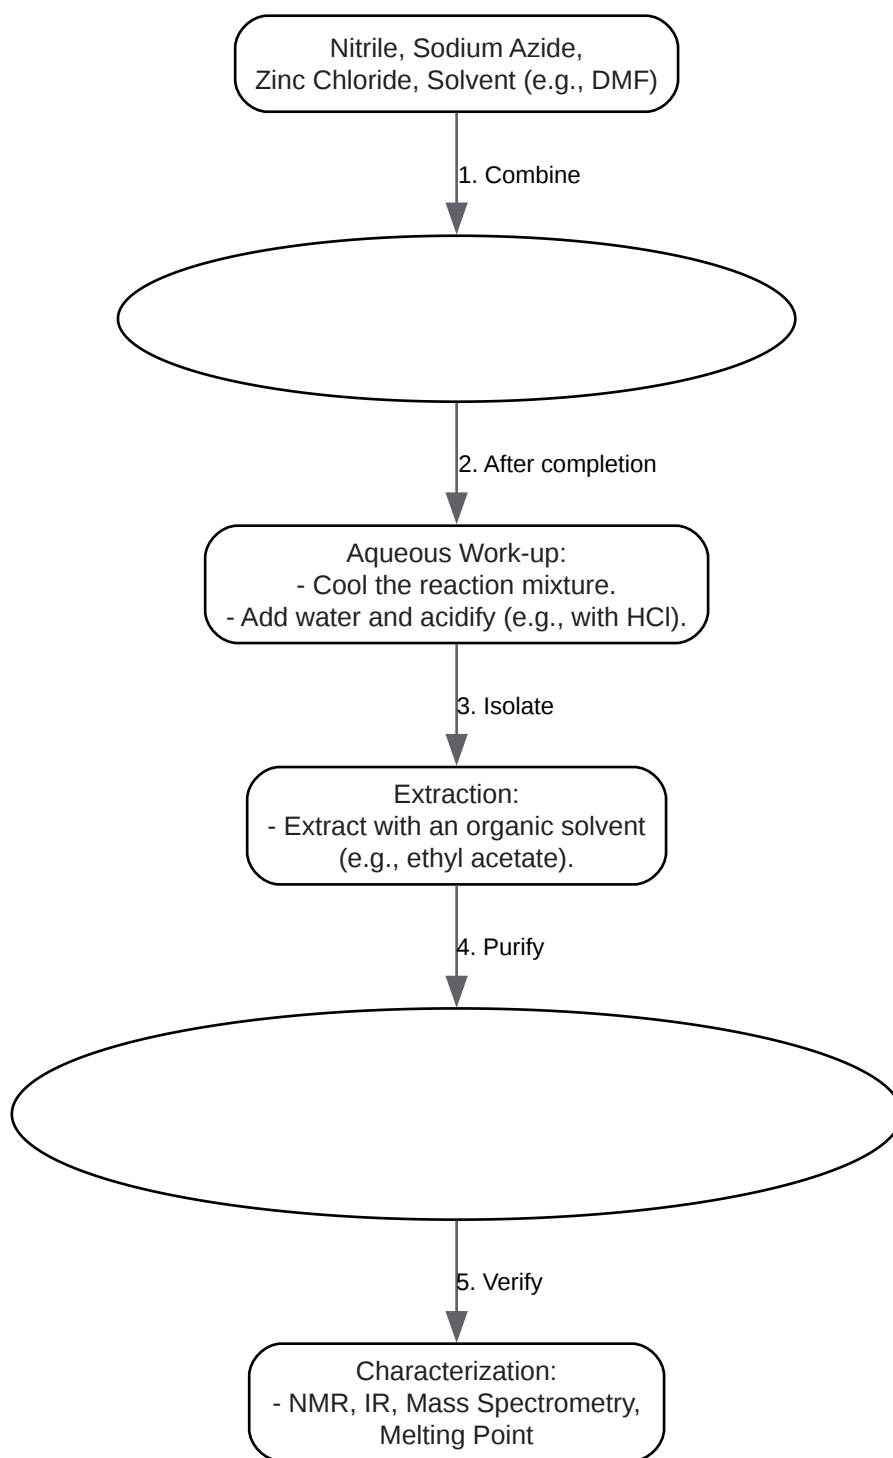 Nitrile, Sodium Azide,
Zinc Chloride, Solvent (e.g., DMF)
1. Combine
2. After completion
Aqueous Work-up:
- Cool the reaction mixture.
- Add water and acidify (e.g., with HCl).
3. Isolate
Extraction:
- Extract with an organic solvent
(e.g., ethyl acetate).
4. Purify
5. Verify
Characterization:
- NMR, IR, Mass Spectrometry,
Melting Point